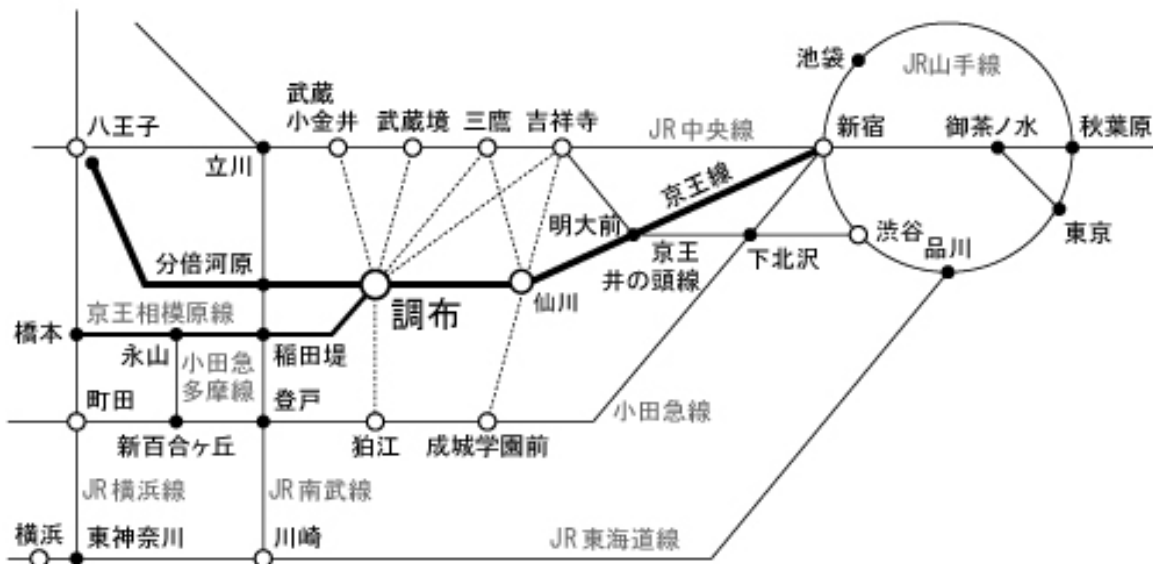 池袋
JR山手線
武蔵
小金井
武蔵境
三鷹
吉祥寺
JR中央線
新宿
御茶ノ水
秋葉原
八王子
立川
京王線
明大前
京王
井の頭線
下北沢
渋谷
品川
東京
分倍河原
調布
仙川
京王相模原線
橋本
永山
小田急
多摩線
稲田堤
町田
登戸
小田急線
新百合ヶ丘
狛江
成城学園前
JR横浜線
JR南武線
横浜
東神奈川
川崎
JR東海道線